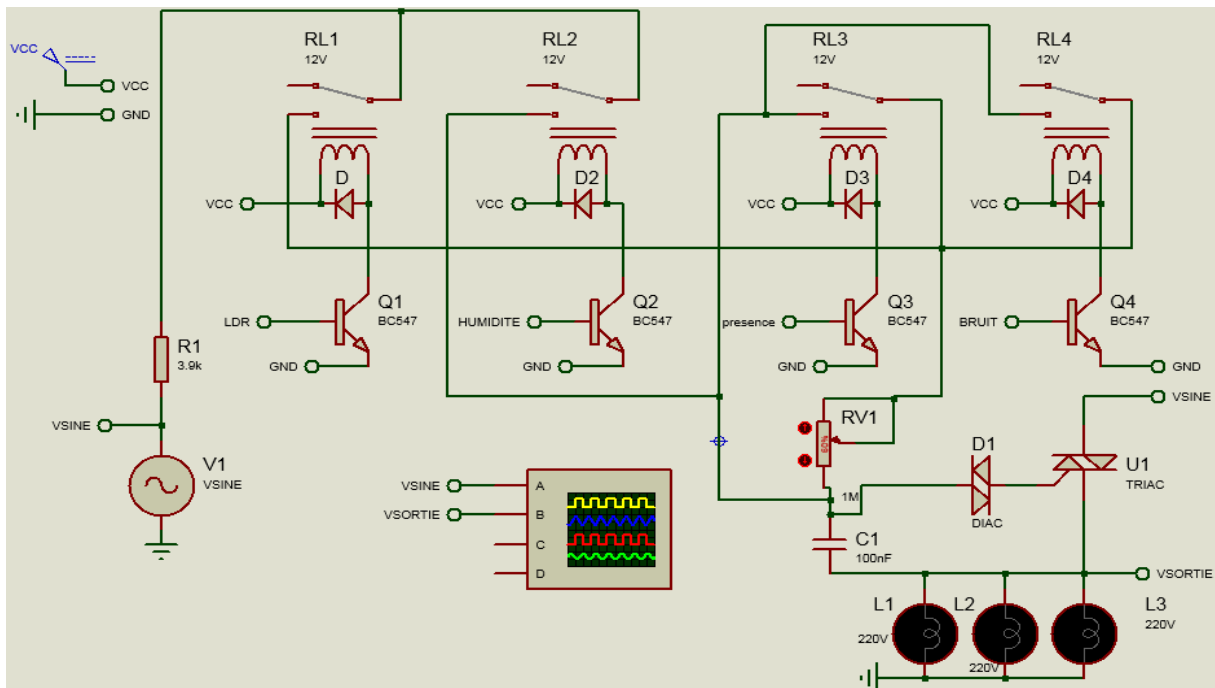 VCC
VCC
GND
RL1
12V
RL2
12V
RL3
12V
RL4
12V
D
VCC
D2
VCC
D3
VCC
D4
VCC
Q1
BC547
LDR
GND
Q2
BC547
HUMIDITE
GND
Q3
BC547
presence
GND
Q4
BC547
BRUIT
GND
R1
3.9k
VSINE
V1
VSINE
VSINE
VSORTIE
A
B
C
D
RV1
60%
1M
D1
DIAC
VSINE
U1
TRIAC
C1
100nF
VSORTIE
L1
220V
L2
220V
L3
220V